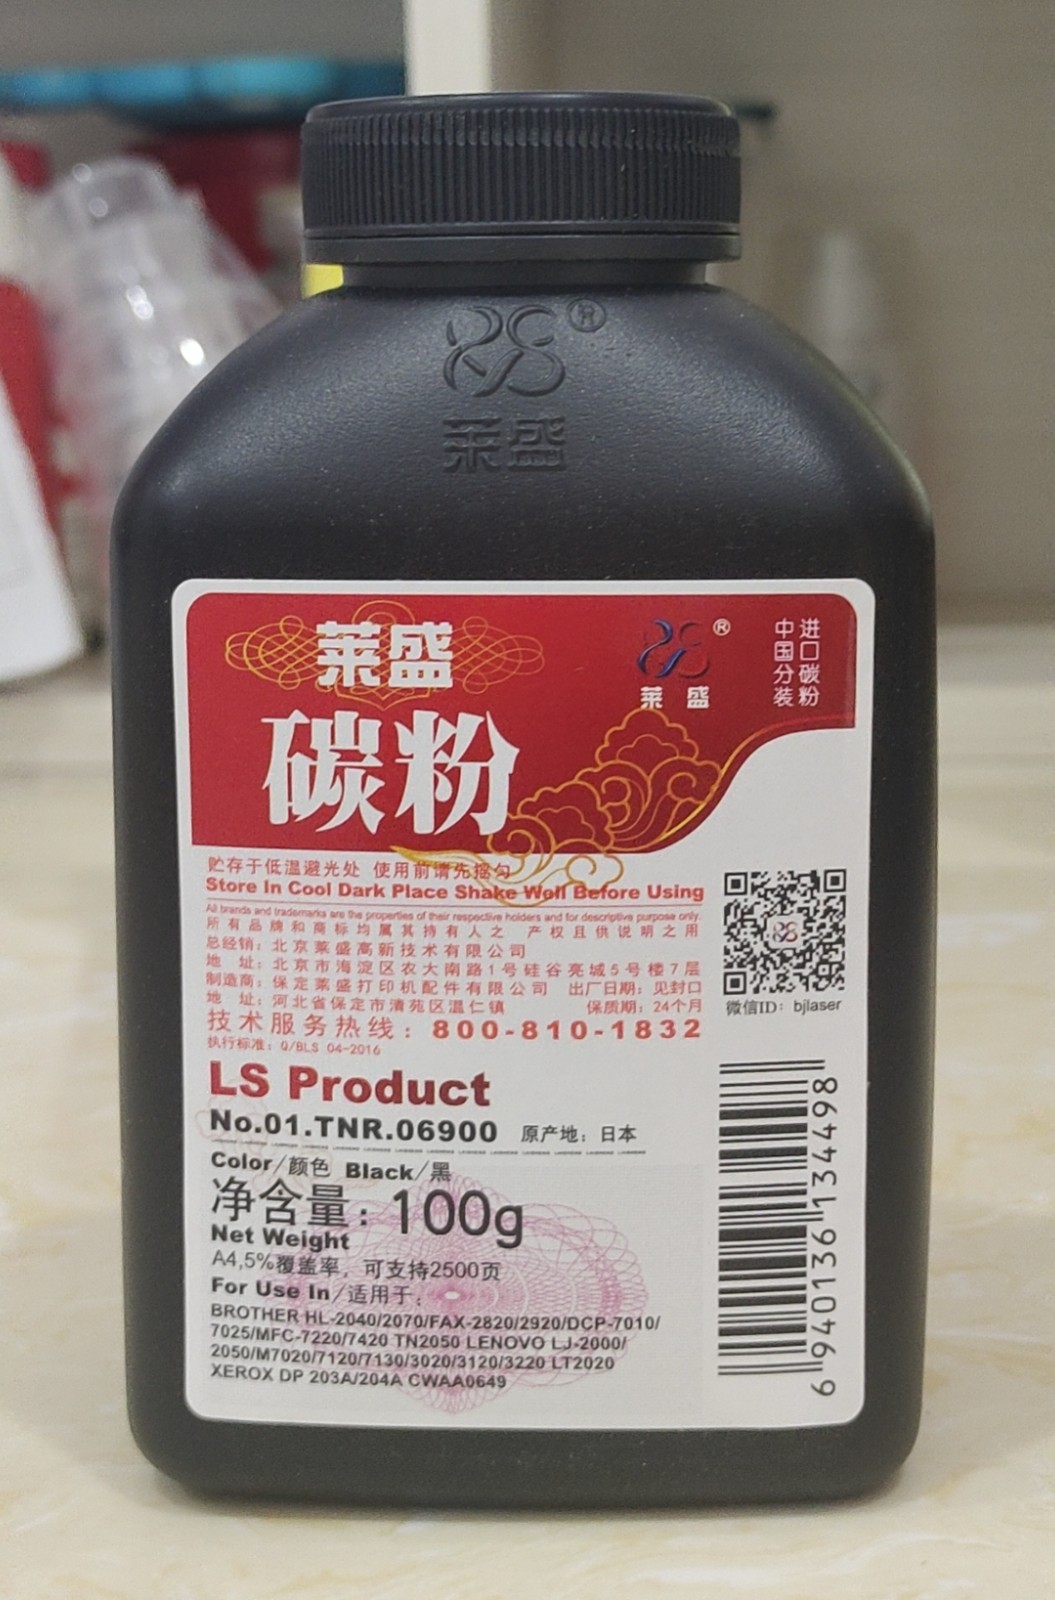 莱盛
莱盛
碳粉
®
莱盛
进口碳粉
中国分装
贮存于低温避光处 使用前请先摇匀
Store In Cool Dark Place Shake Well Before Using
All brands and trademarks are the properties of their respective holders and for descriptive purpose only.
所有品牌和商标均属其持有人之 产权且供说明之用
总经销：北京莱盛高新技术有限公司
地 址：北京市海淀区农大南路1号硅谷亮城5号楼7层
制造商：保定莱盛打印机配件有限公司 出厂日期：见封口
地 址：河北省保定市清苑区温仁镇 保质期：24个月
技术服务热线：800-810-1832
执行标准：Q/BLS 04-2016
微信ID：bjlaser
LS Product
No.01.TNR.06900 原产地：日本
Color/颜色 Black/黑
净含量：100g
Net Weight
A4,5%覆盖率，可支持2500页
For Use In/适用于：
BROTHER HL-2040/2070/FAX-2820/2920/DCP-7010/
7025/MFC-7220/7420 TN2050 LENOVO LJ-2000/
2050/M7020/7120/7130/3020/3120/3220 LT2020
XEROX DP 203A/204A CWAA0649
6 940136 134498